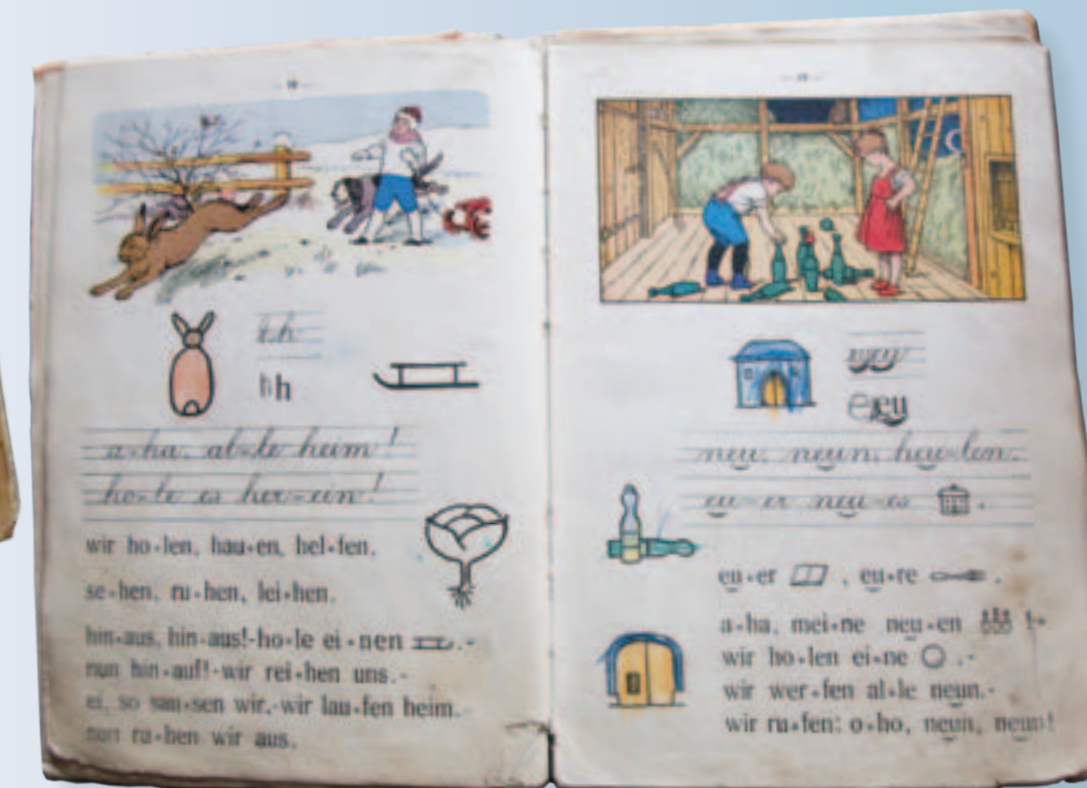 h
h
a-ha, al-le heim!
ho-le es her-ein!
wir ho-len, hau-en, hel-fen,
se-hen, ru-hen, lei-hen.
hin-aus, hin-aus!-ho-le ei-nen .-
nun hin-auf!-wir rei-hen uns.-
ei, so sau-sen wir.-wir lau-fen heim.
nun ru-hen wir aus.
eu
eu
neu, neun, heu-len,
eu-er neu-es .
eu-er , eu-re .
a-ha, mei-ne neu-en !-
wir ho-len ei-ne .-
wir wer-fen al-le neun.-
wir ru-fen: o-ho, neun, neun!